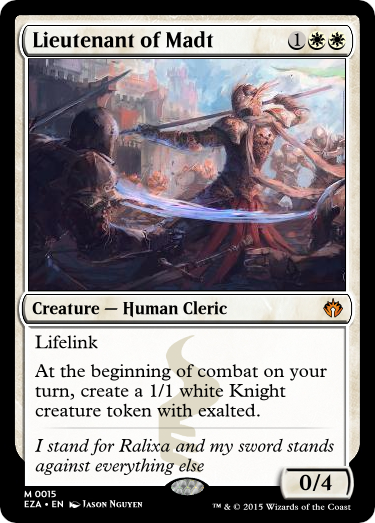 Lieutenant of Madt 1
Creature — Human Cleric
Lifelink
At the beginning of combat on your
turn, create a 1/1 white Knight
creature token with exalted.
I stand for Ralixa and my sword stands
against everything else
0/4
M 0015
EZA • EN Jason Nguyen
™ & © 2015 Wizards of the Coast